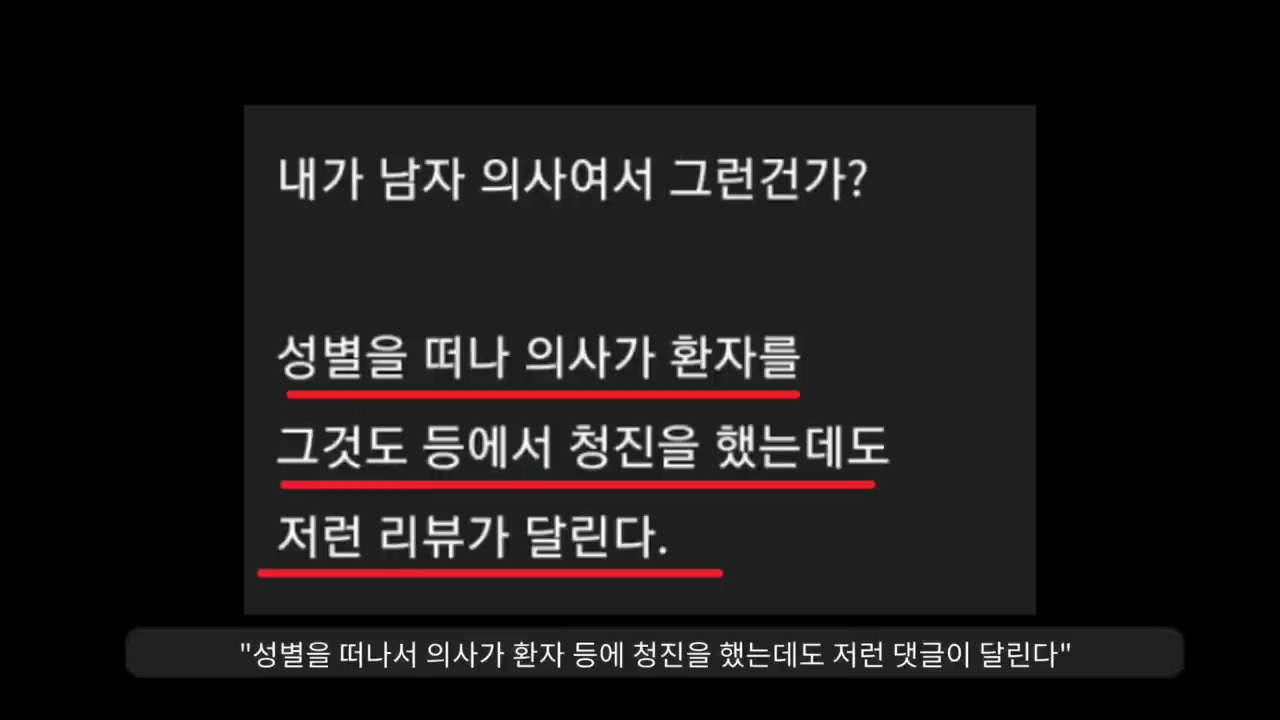 내가 남자 의사여서 그런건가?
성별을 떠나 의사가 환자를
그것도 등에서 청진을 했는데도
저런 리뷰가 달린다.
"성별을 떠나서 의사가 환자 등에 청진을 했는데도 저런 댓글이 달린다"